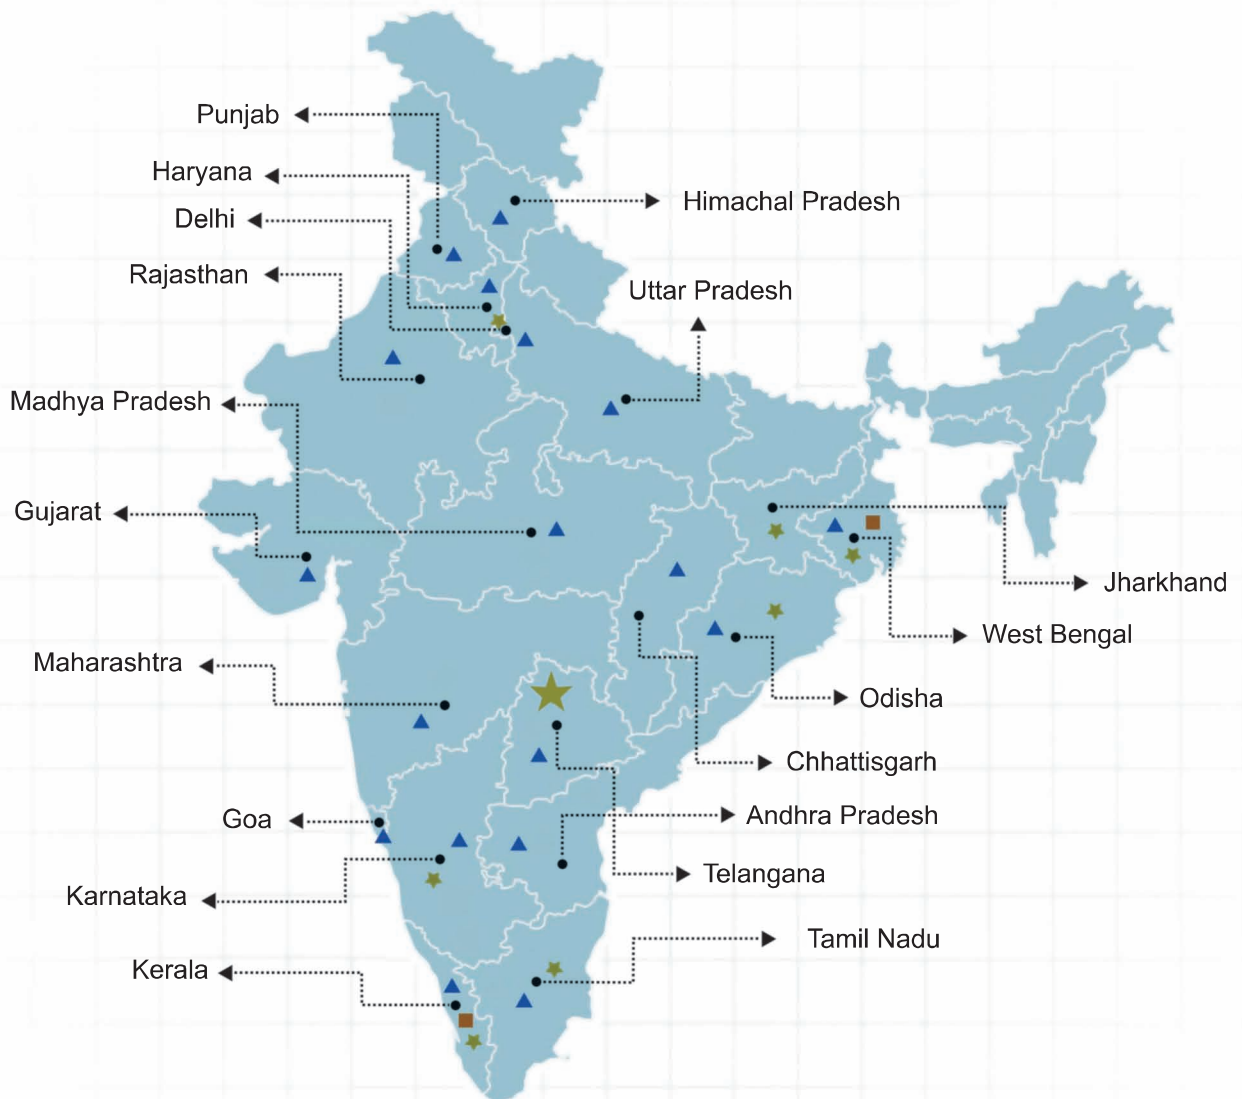 Punjab
Haryana
Himachal Pradesh
Delhi
Rajasthan
Uttar Pradesh
Madhya Pradesh
Gujarat
Jharkhand
West Bengal
Maharashtra
Odisha
Chhattisgarh
Goa
Andhra Pradesh
Telangana
Karnataka
Tamil Nadu
Kerala